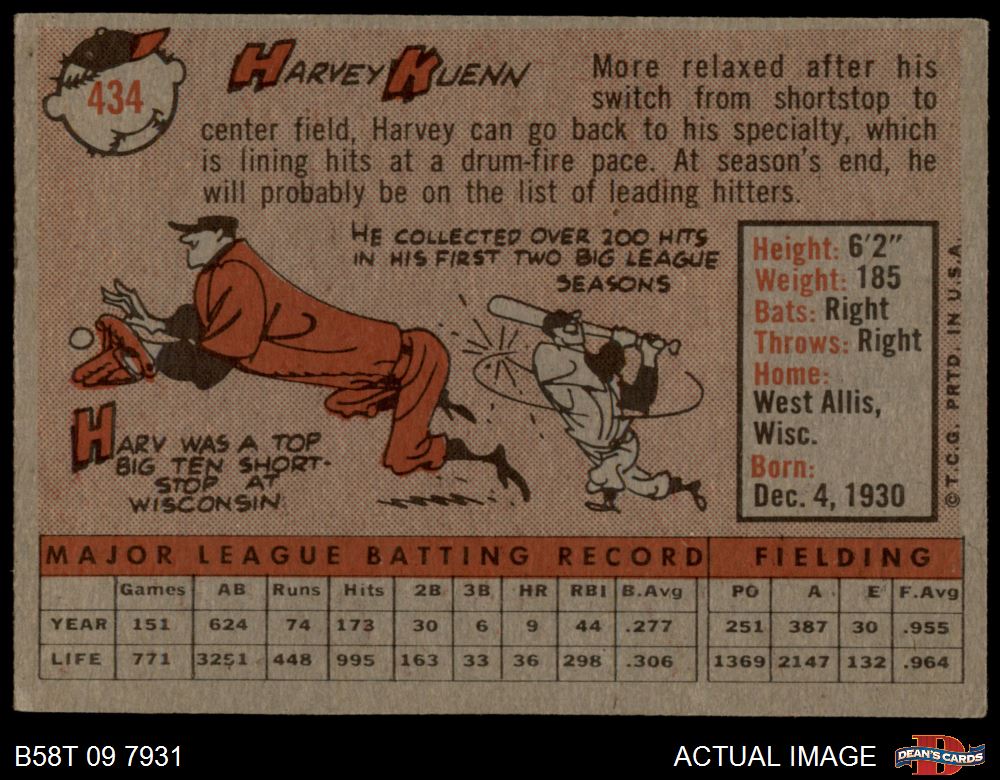 434
HARVEY KUENN
More relaxed after his
switch from shortstop to
center field, Harvey can go back to his specialty, which
is lining hits at a drum-fire pace. At season's end, he
will probably be on the list of leading hitters.
HE COLLECTED OVER 200 HITS
IN HIS FIRST TWO BIG LEAGUE
SEASONS
HARV WAS A TOP
BIG TEN SHORT-
STOP AT
WISCONSIN
Height: 6'2"
Weight: 185
Bats: Right
Throws: Right
Home:
West Allis,
Wisc.
Born:
Dec. 4, 1930
© T.C.G. PRTD. IN U.S.A.
MAJOR LEAGUE BATTING RECORD FIELDING
Games AB Runs Hits 2B 3B HR RBI B.Avg PO A E F.Avg
YEAR 151 624 74 173 30 6 9 44 .277 251 387 30 .955
LIFE 771 3251 448 995 163 33 36 298 .306 1369 2147 132 .964
B58T 09 7931
ACTUAL IMAGE
DEAN'S CARDS